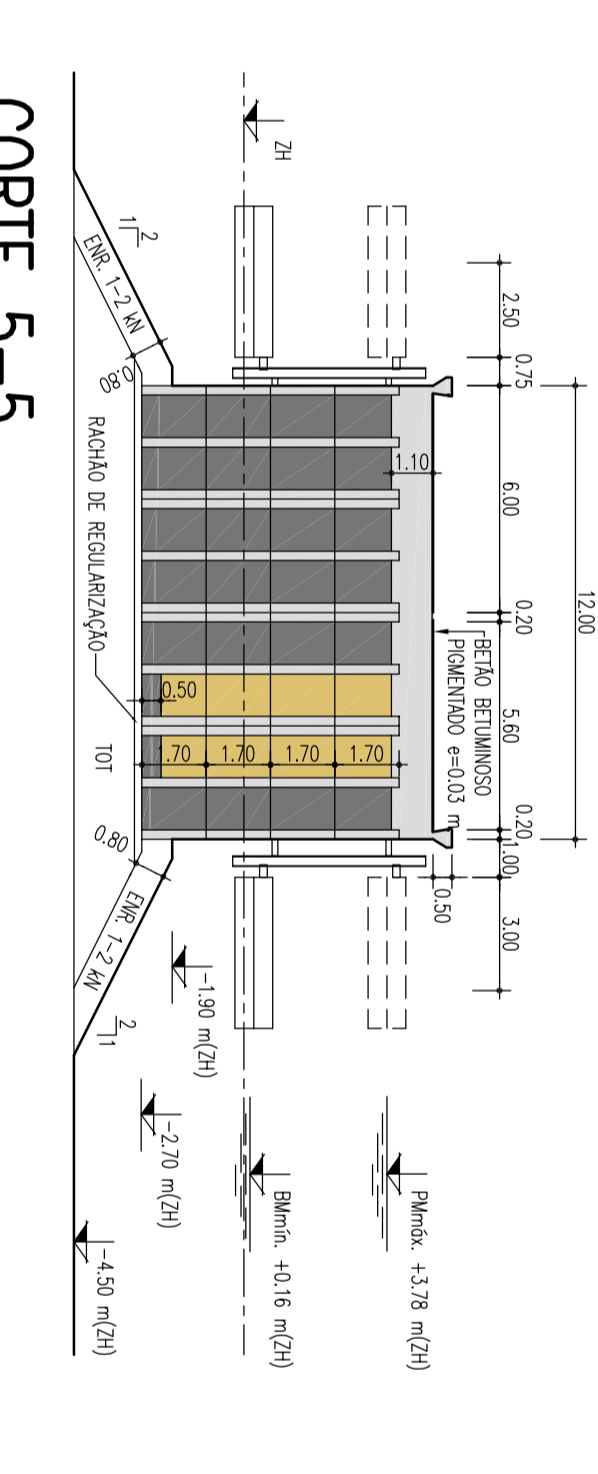 12.00
2.50
0.75
6.00
0.20
5.60
0.20
1.00
3.00
BETÃO BETUMINOSO
PIGMENTADO e=0.03 m
0.50
1.10
PMmáx. +3.78 m(ZH)
ZH
BMmín. +0.16 m(ZH)
1.70
1.70
1.70
1.70
0.50
-1.90 m(ZH)
-2.70 m(ZH)
-4.50 m(ZH)
2
1
ENR. 1-2 kN
0.80
RACHÃO DE REGULARIZAÇÃO
TOT
0.80
ENR. 1-2 kN
2
1
CORTE 5-5